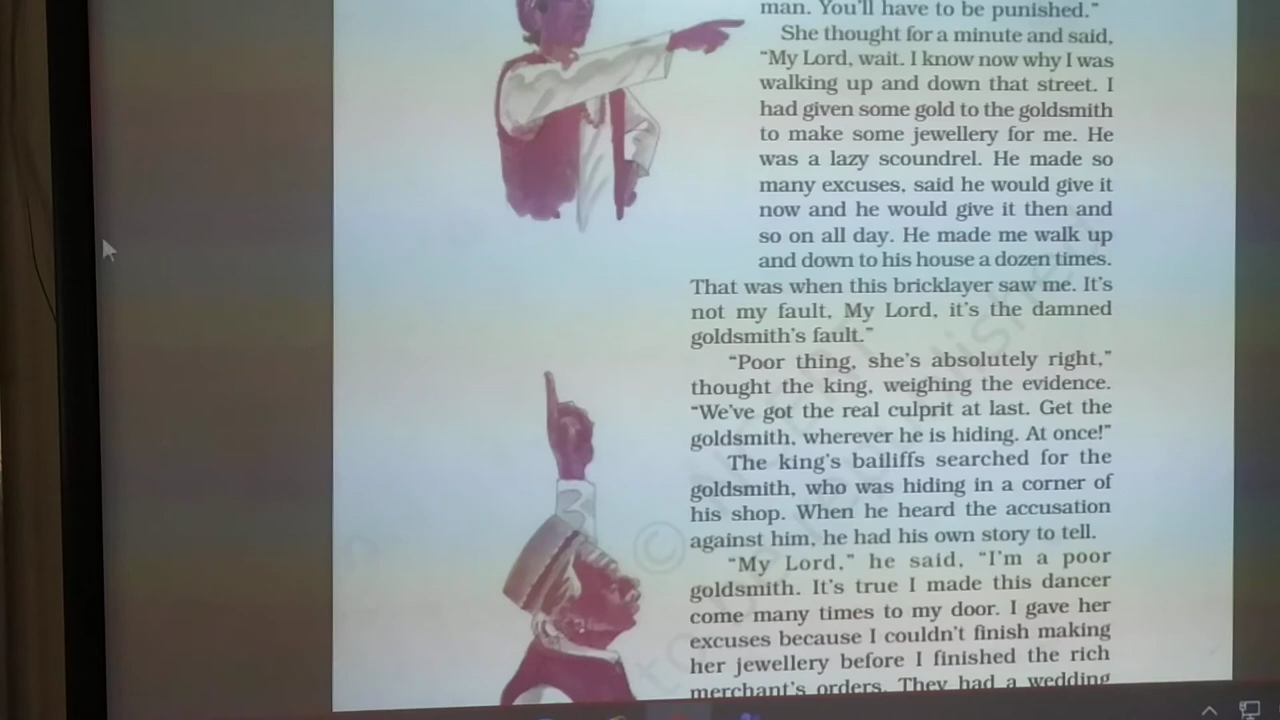 man. You'll have to be punished."
She thought for a minute and said,
"My Lord, wait. I know now why I was
walking up and down that street. I
had given some gold to the goldsmith
to make some jewellery for me. He
was a lazy scoundrel. He made so
many excuses, said he would give it
now and he would give it then and
so on all day. He made me walk up
and down to his house a dozen times.
That was when this bricklayer saw me. It's
not my fault, My Lord, it's the damned
goldsmith's fault."
"Poor thing, she's absolutely right,"
thought the king, weighing the evidence.
"We've got the real culprit at last. Get the
goldsmith, wherever he is hiding. At once!"
The king's bailiffs searched for the
goldsmith, who was hiding in a corner of
his shop. When he heard the accusation
against him, he had his own story to tell.
"My Lord," he said, "I'm a poor
goldsmith. It's true I made this dancer
come many times to my door. I gave her
excuses because I couldn't finish making
her jewellery before I finished the rich
merchant's orders. They had a wedding